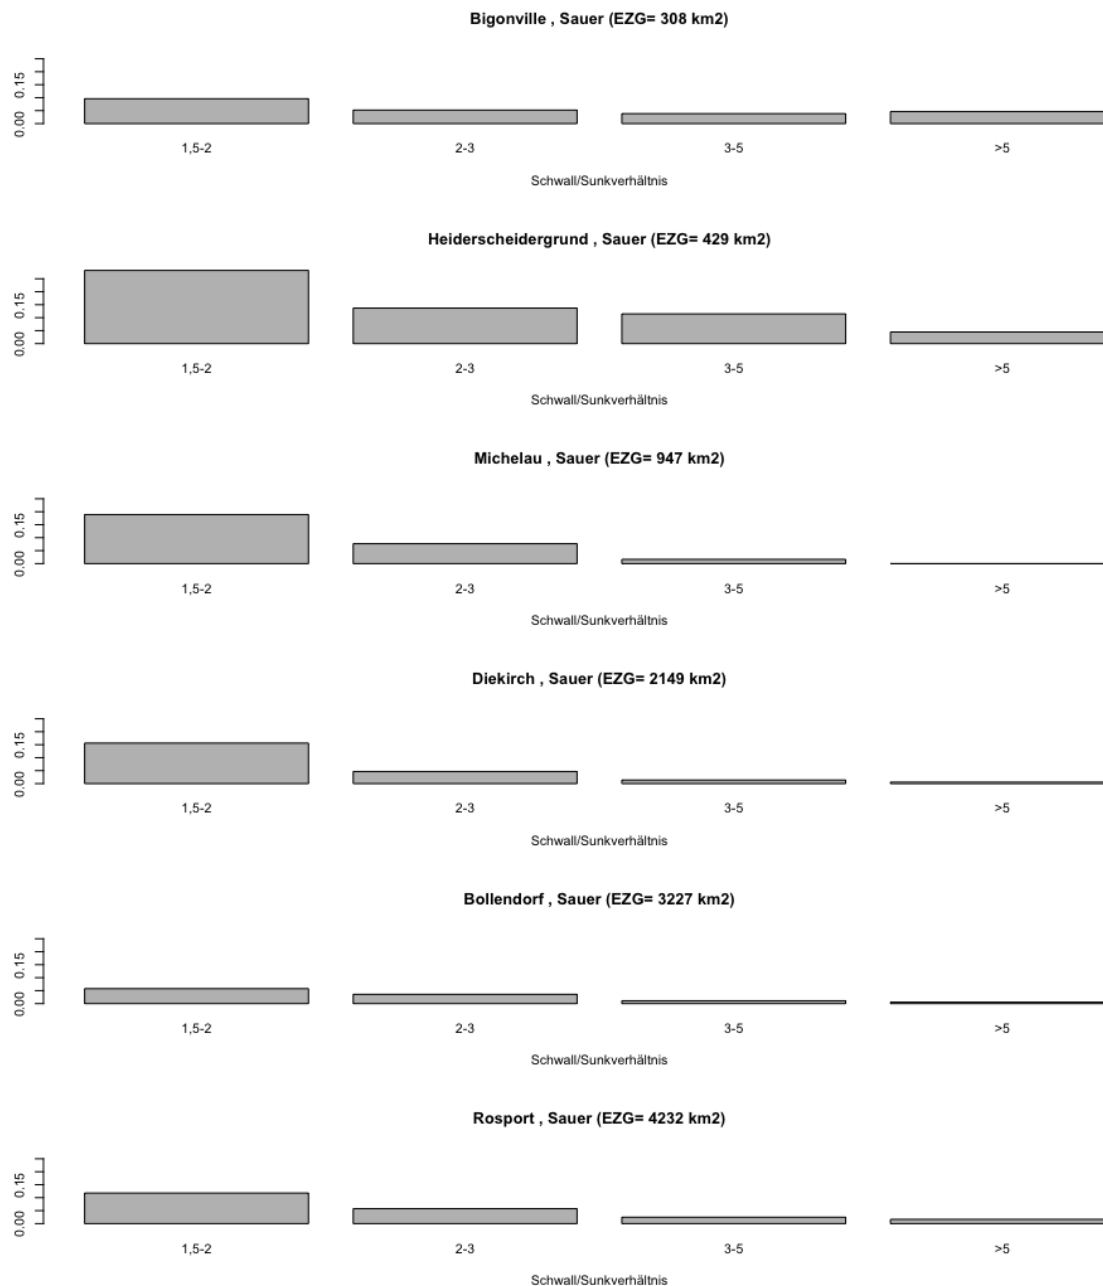 Bigonville , Sauer (EZG= 308 km2)
0.00 0.15
1,5-2 2-3 3-5 >5
Schwall/Sunkverhältnis
Heiderscheidergrund , Sauer (EZG= 429 km2)
0.00 0.15
1,5-2 2-3 3-5 >5
Schwall/Sunkverhältnis
Michelau , Sauer (EZG= 947 km2)
0.00 0.15
1,5-2 2-3 3-5 >5
Schwall/Sunkverhältnis
Diekirch , Sauer (EZG= 2149 km2)
0.00 0.15
1,5-2 2-3 3-5 >5
Schwall/Sunkverhältnis
Bollendorf , Sauer (EZG= 3227 km2)
0.00 0.15
1,5-2 2-3 3-5 >5
Schwall/Sunkverhältnis
Rosport , Sauer (EZG= 4232 km2)
0.00 0.15
1,5-2 2-3 3-5 >5
Schwall/Sunkverhältnis